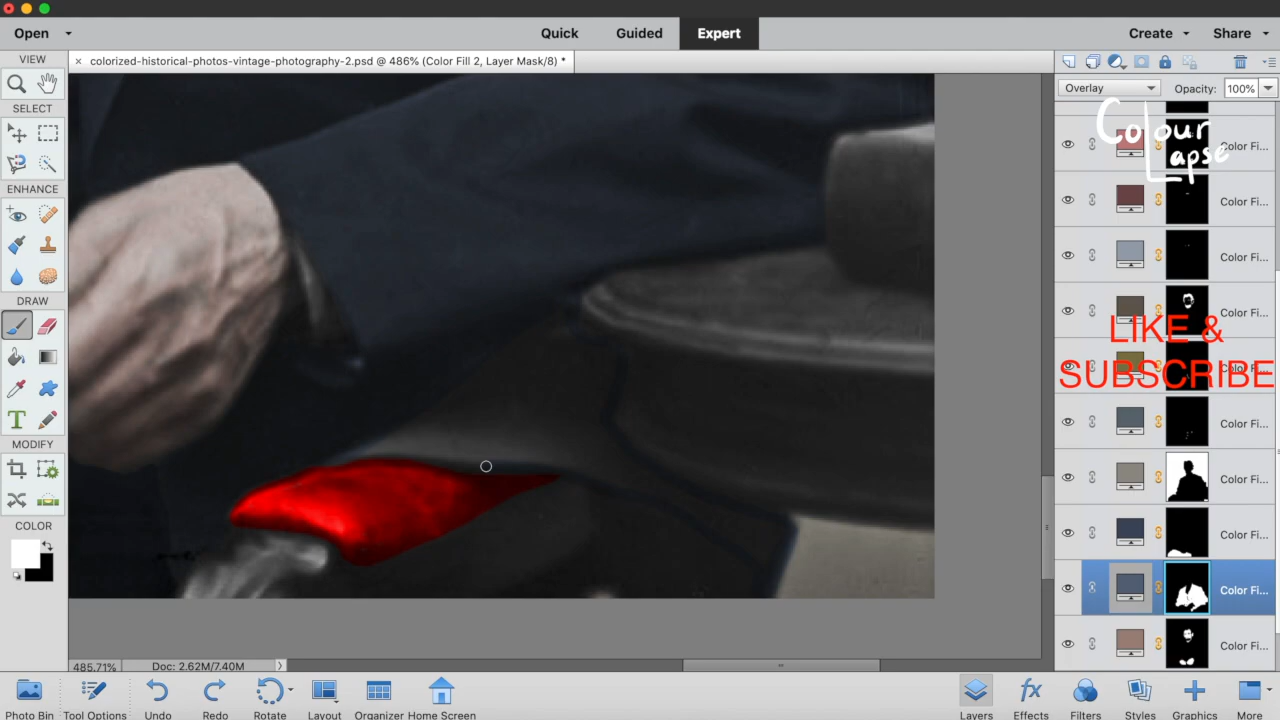 Open
Quick
Guided
Expert
Create
Share
VIEW
× colorized-historical-photos-vintage-photography-2.psd @ 486% (Color Fill 2, Layer Mask/8) *
Overlay
Opacity: 100%
Colour
Lapse
SELECT
ENHANCE
DRAW
MODIFY
COLOR
Color Fi...
Color Fi...
Color Fi...
Color Fi...
LIKE &
SUBSCRIBE
Color Fi...
Color Fi...
Color Fi...
Color Fi...
Color Fi...
Color Fi...
485.71%
Doc: 2.62M/7.40M
Photo Bin
Tool Options
Undo
Redo
Rotate
Layout
Organizer
Home Screen
Layers
Effects
Filters
Styles
Graphics
More